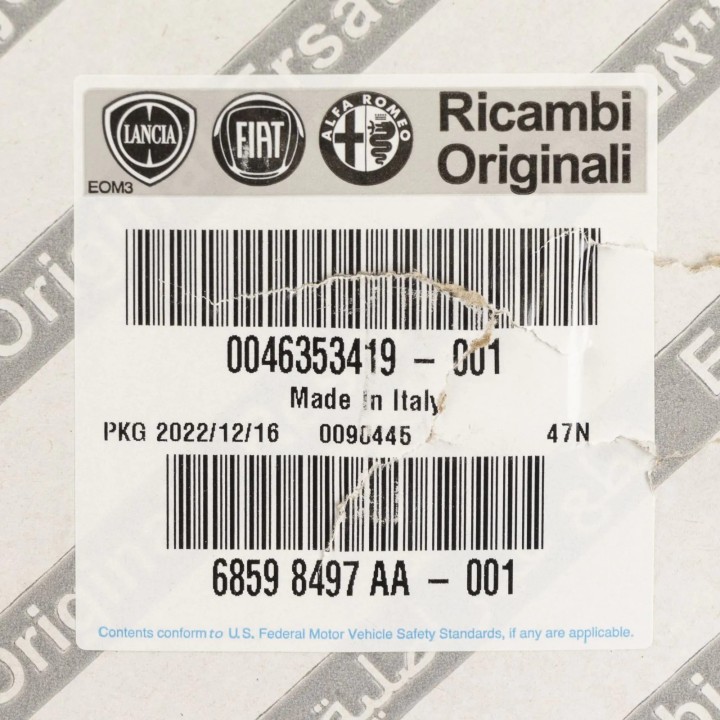 LANCIA FIAT ALFA ROMEO Ricambi
Originali
EOM3
0046353419 - 001
Made in Italy
PKG 2022/12/16 0090445 47N
6859 8497 AA - 001
Contents conform to U.S. Federal Motor Vehicle Safety Standards, if any are applicable.